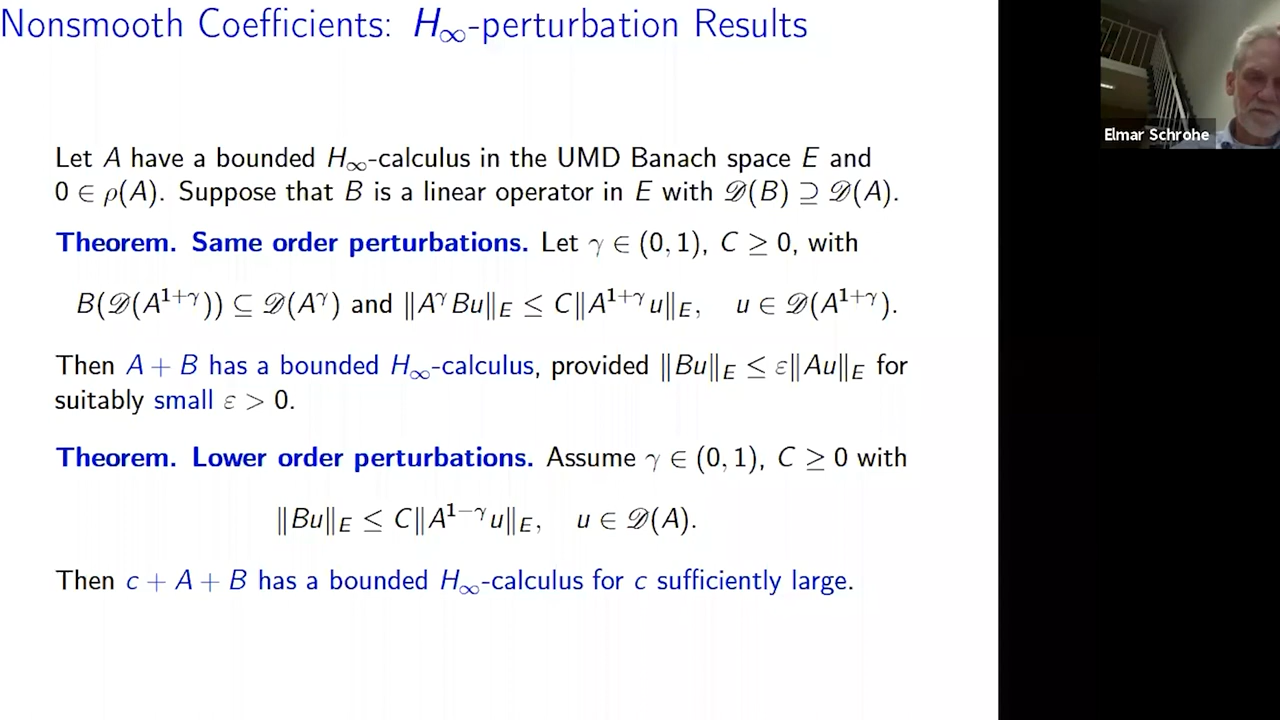 Nonsmooth Coefficients: H∞-perturbation Results
Elmar Schrohe
Let A have a bounded H∞-calculus in the UMD Banach space E and
0 ∈ ρ(A). Suppose that B is a linear operator in E with 𝒟(B) ⊇ 𝒟(A).
Theorem. Same order perturbations. Let γ ∈ (0, 1), C ≥ 0, with
B(𝒟(A^{1+γ})) ⊆ 𝒟(A^γ) and ‖A^γ Bu‖_E ≤ C‖A^{1+γ}u‖_E, u ∈ 𝒟(A^{1+γ}).
Then A + B has a bounded H∞-calculus, provided ‖Bu‖_E ≤ ε‖Au‖_E for
suitably small ε > 0.
Theorem. Lower order perturbations. Assume γ ∈ (0, 1), C ≥ 0 with
‖Bu‖_E ≤ C‖A^{1−γ}u‖_E, u ∈ 𝒟(A).
Then c + A + B has a bounded H∞-calculus for c sufficiently large.